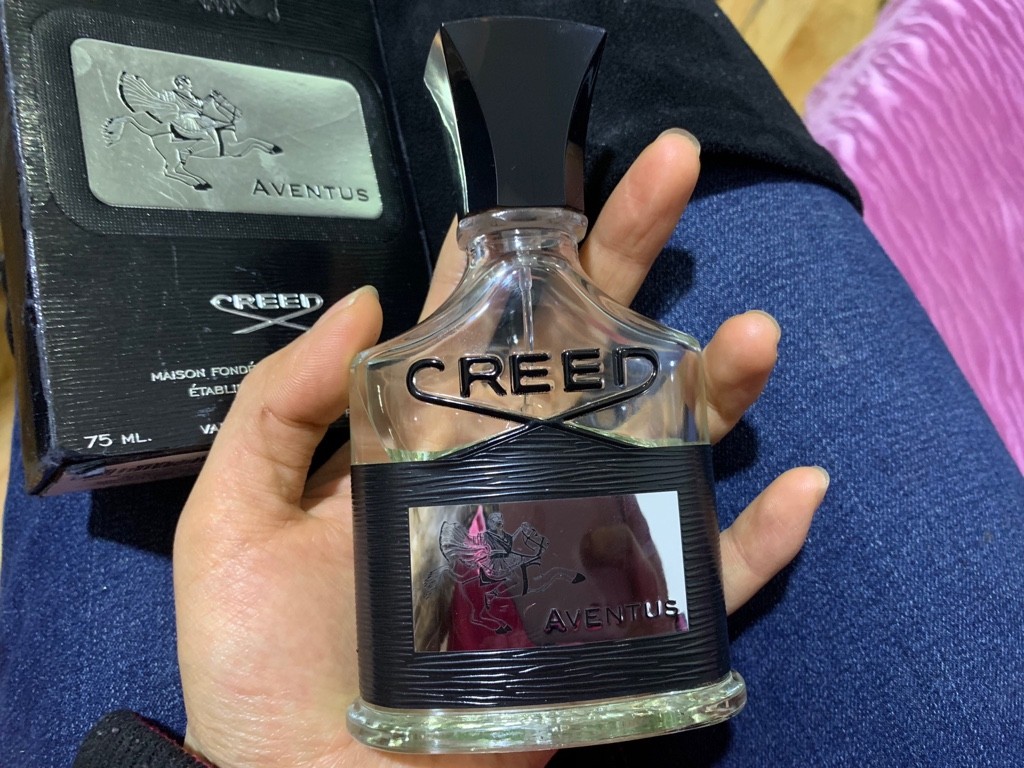 AVENTUS
CREED
MAISON FONDÉ
ÉTABLI
75 ML.
CREED
AVENTUS